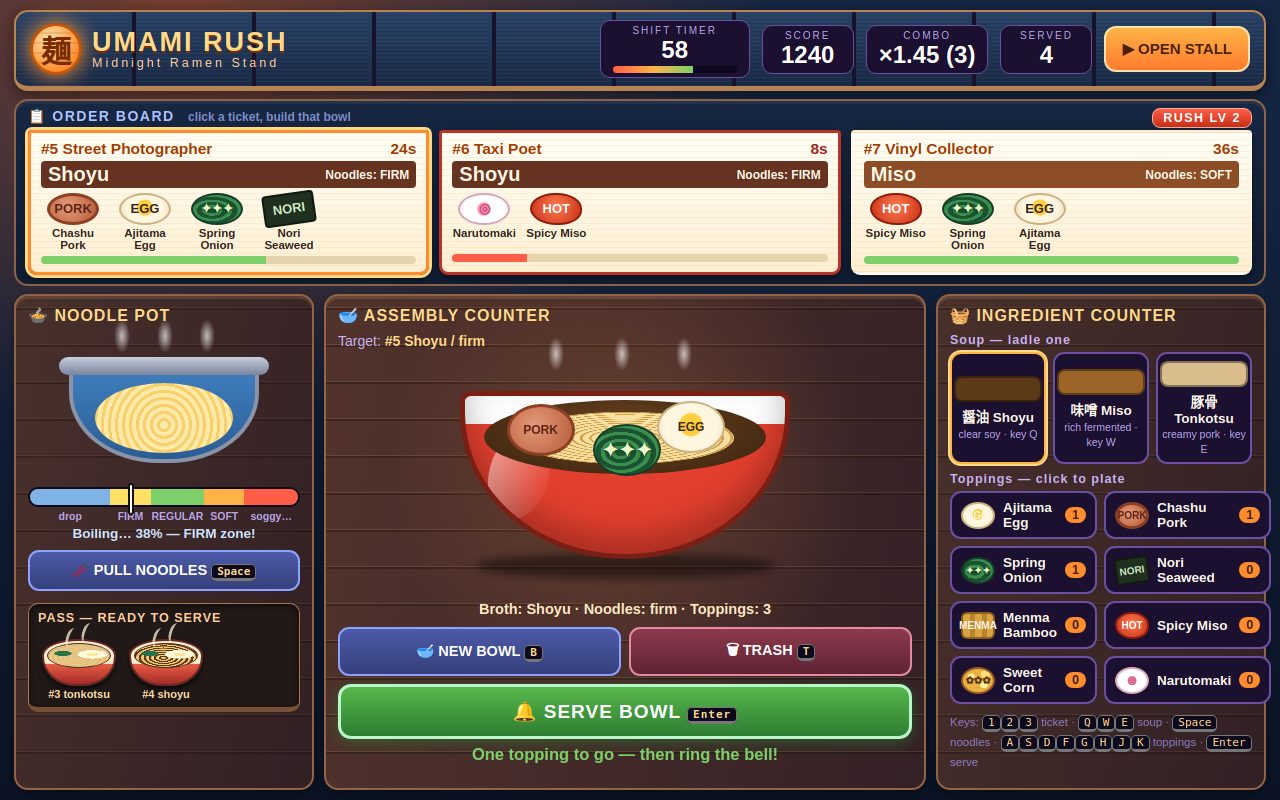 麺
UMAMI RUSH
Midnight Ramen Stand
SHIFT TIMER
58
SCORE
1240
COMBO
×1.45 (3)
SERVED
4
▶ OPEN STALL
📋 ORDER BOARD click a ticket, build that bowl
RUSH LV 2
#5 Street Photographer 24s
Shoyu Noodles: FIRM
PORK EGG NORI
Chashu Pork
Ajitama Egg
Spring Onion
Nori Seaweed
#6 Taxi Poet 8s
Shoyu Noodles: FIRM
HOT
Narutomaki Spicy Miso
#7 Vinyl Collector 36s
Miso Noodles: SOFT
HOT EGG
Spicy Miso
Spring Onion
Ajitama Egg
🍲 NOODLE POT
drop FIRM REGULAR SOFT soggy…
Boiling… 38% — FIRM zone!
🥢 PULL NOODLES Space
PASS — READY TO SERVE
#3 tonkotsu #4 shoyu
🥣 ASSEMBLY COUNTER
Target: #5 Shoyu / firm
PORK EGG
Broth: Shoyu · Noodles: firm · Toppings: 3
🥣 NEW BOWL B
🗑 TRASH T
🔔 SERVE BOWL Enter
One topping to go — then ring the bell!
🧺 INGREDIENT COUNTER
Soup — ladle one
醤油 Shoyu
clear soy · key Q
味噌 Miso
rich fermented ·
key W
豚骨
Tonkotsu
creamy pork · key
E
Toppings — click to plate
Ajitama Egg 1
PORK Chashu Pork 1
Spring Onion 2
NORI Nori Seaweed 0
MENMA Menma Bamboo 0
HOT Spicy Miso 0
Sweet Corn 0
Narutomaki 0
Keys: 1 2 3 ticket · Q W E soup · Space
noodles · A S D F G H J K toppings · Enter
serve